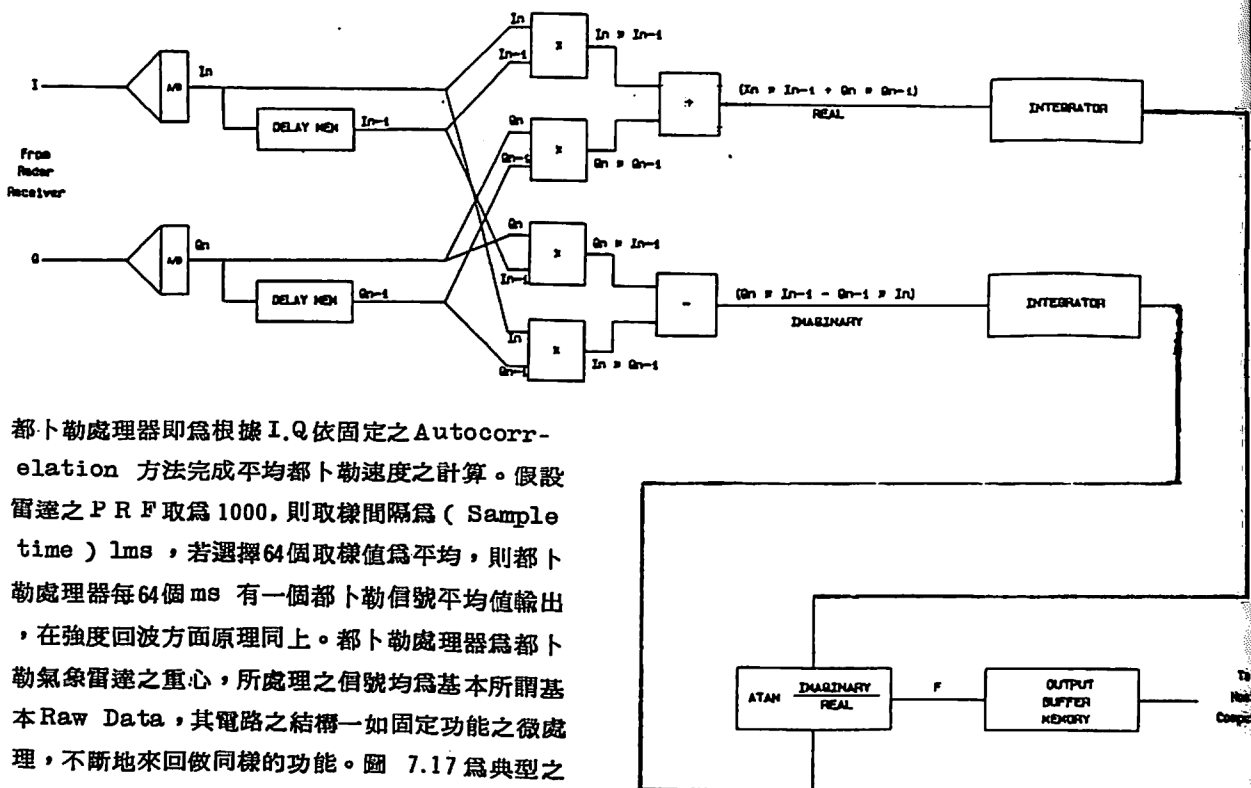 In
In * In-1
In-1
I
A/D
In
DELAY MEM
In-1
*
+
(In * In-1 + Qn * Qn-1)
REAL
INTEGRATOR
Qn
Qn-1
*
Qn * Qn-1
From
Radar
Receiver
Q
A/D
Qn
DELAY MEM
Qn-1
Qn
In-1
*
Qn * In-1
-
(Qn * In-1 - Qn-1 * In)
IMAGINARY
INTEGRATOR
In
Qn-1
*
In * Qn-1
都卜勒處理器即爲根據I.Q依固定之Autocorr-
elation 方法完成平均都卜勒速度之計算。假設
雷達之PRF取爲1000,則取樣間隔爲( Sample
time ) 1ms ,若選擇64個取樣值爲平均,則都卜
勒處理器每64個ms 有一個都卜勒信號平均值輸出
,在強度回波方面原理同上。都卜勒處理器爲都卜
勒氣象雷達之重心,所處理之信號均爲基本所謂基
本Raw Data,其電路之結構一如固定功能之微處
理,不斷地來回做同樣的功能。圖 7.17爲典型之
ATAN IMAGINARY
REAL
F
OUTPUT
BUFFER
MEMORY
To